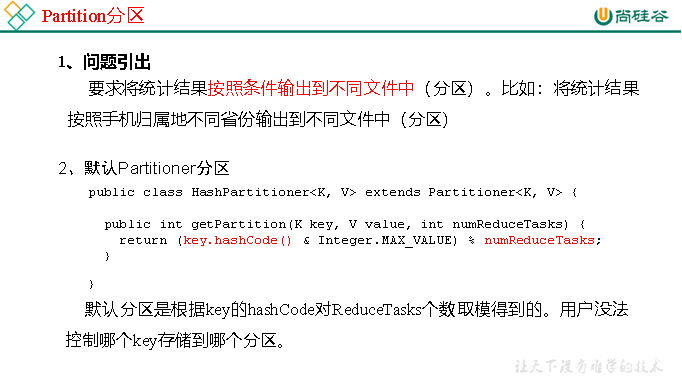 Partition分区
尚硅谷
1、问题引出
要求将统计结果按照条件输出到不同文件中（分区）。比如：将统计结果
按照手机归属地不同省份输出到不同文件中（分区）
2、默认Partitioner分区
public class HashPartitioner<K, V> extends Partitioner<K, V> {
public int getPartition(K key, V value, int numReduceTasks) {
return (key.hashCode() & Integer.MAX_VALUE) % numReduceTasks;
}
}
默认分区是根据key的hashCode对ReduceTasks个数取模得到的。用户没法
控制哪个key存储到哪个分区。
让天下没有难学的技术